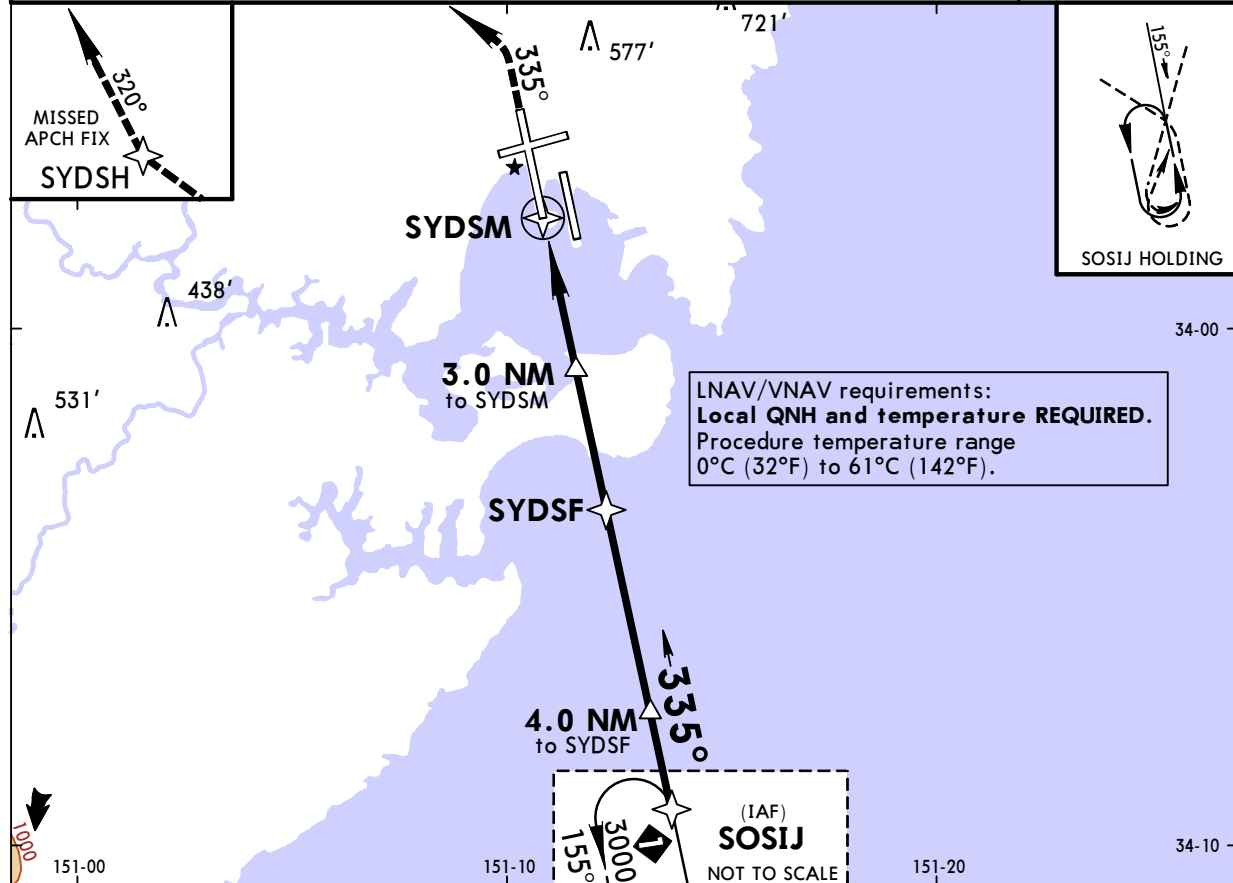 320°
MISSED
APCH FIX
SYDSH
335°
577'
721'
155°
SOSIJ HOLDING
SYDSM
438'
34-00
3.0 NM
to SYDSM
531'
LNAV/VNAV requirements:
Local QNH and temperature REQUIRED.
Procedure temperature range
0°C (32°F) to 61°C (142°F).
SYDSF
335°
4.0 NM
to SYDSF
(IAF)
SOSIJ
NOT TO SCALE
3000
155°
1
1000
34-10
151-00
151-10
151-20